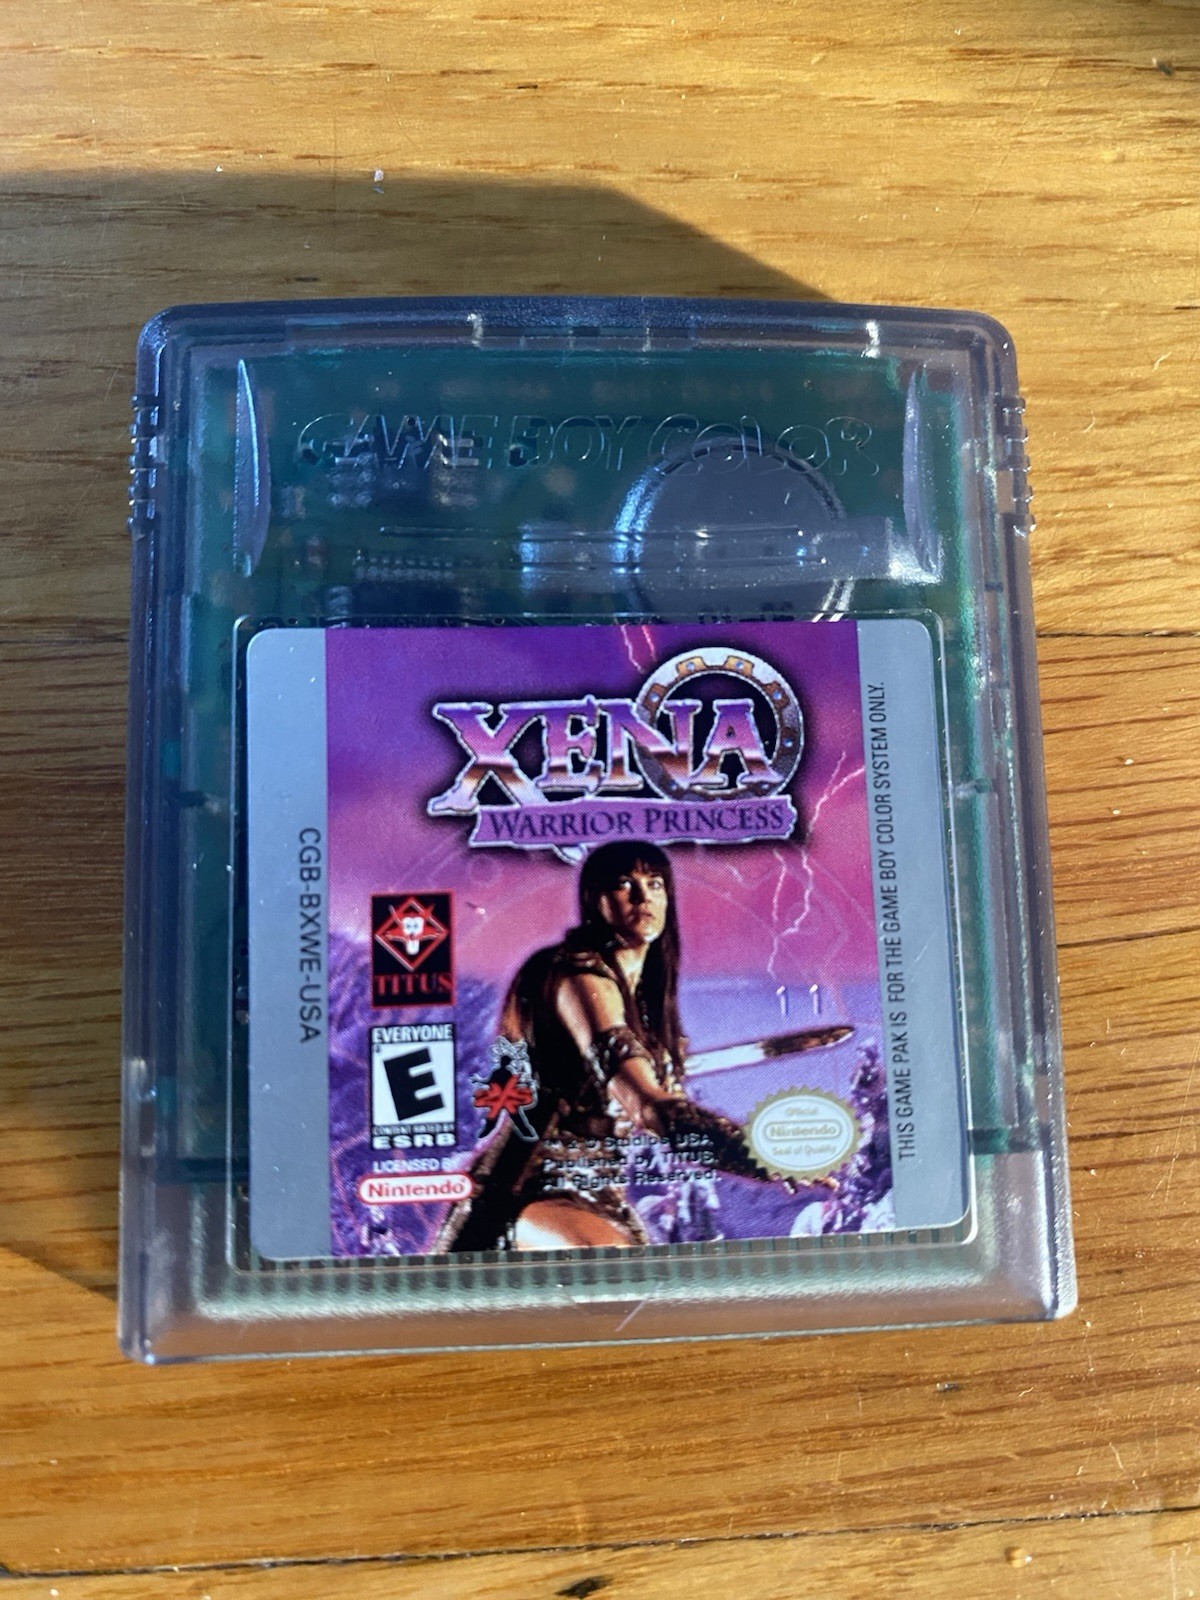 GAME BOY COLOR
XENA
WARRIOR PRINCESS
CGB-BXWE-USA
THIS GAME PAK IS FOR THE GAME BOY COLOR SYSTEM ONLY.
TITUS
EVERYONE
E
CONTENT RATED BY
ESRB
LICENSED BY
Nintendo
11
™ & © Studios USA
Published by TITUS.
All Rights Reserved.
Official
Nintendo
Seal of Quality